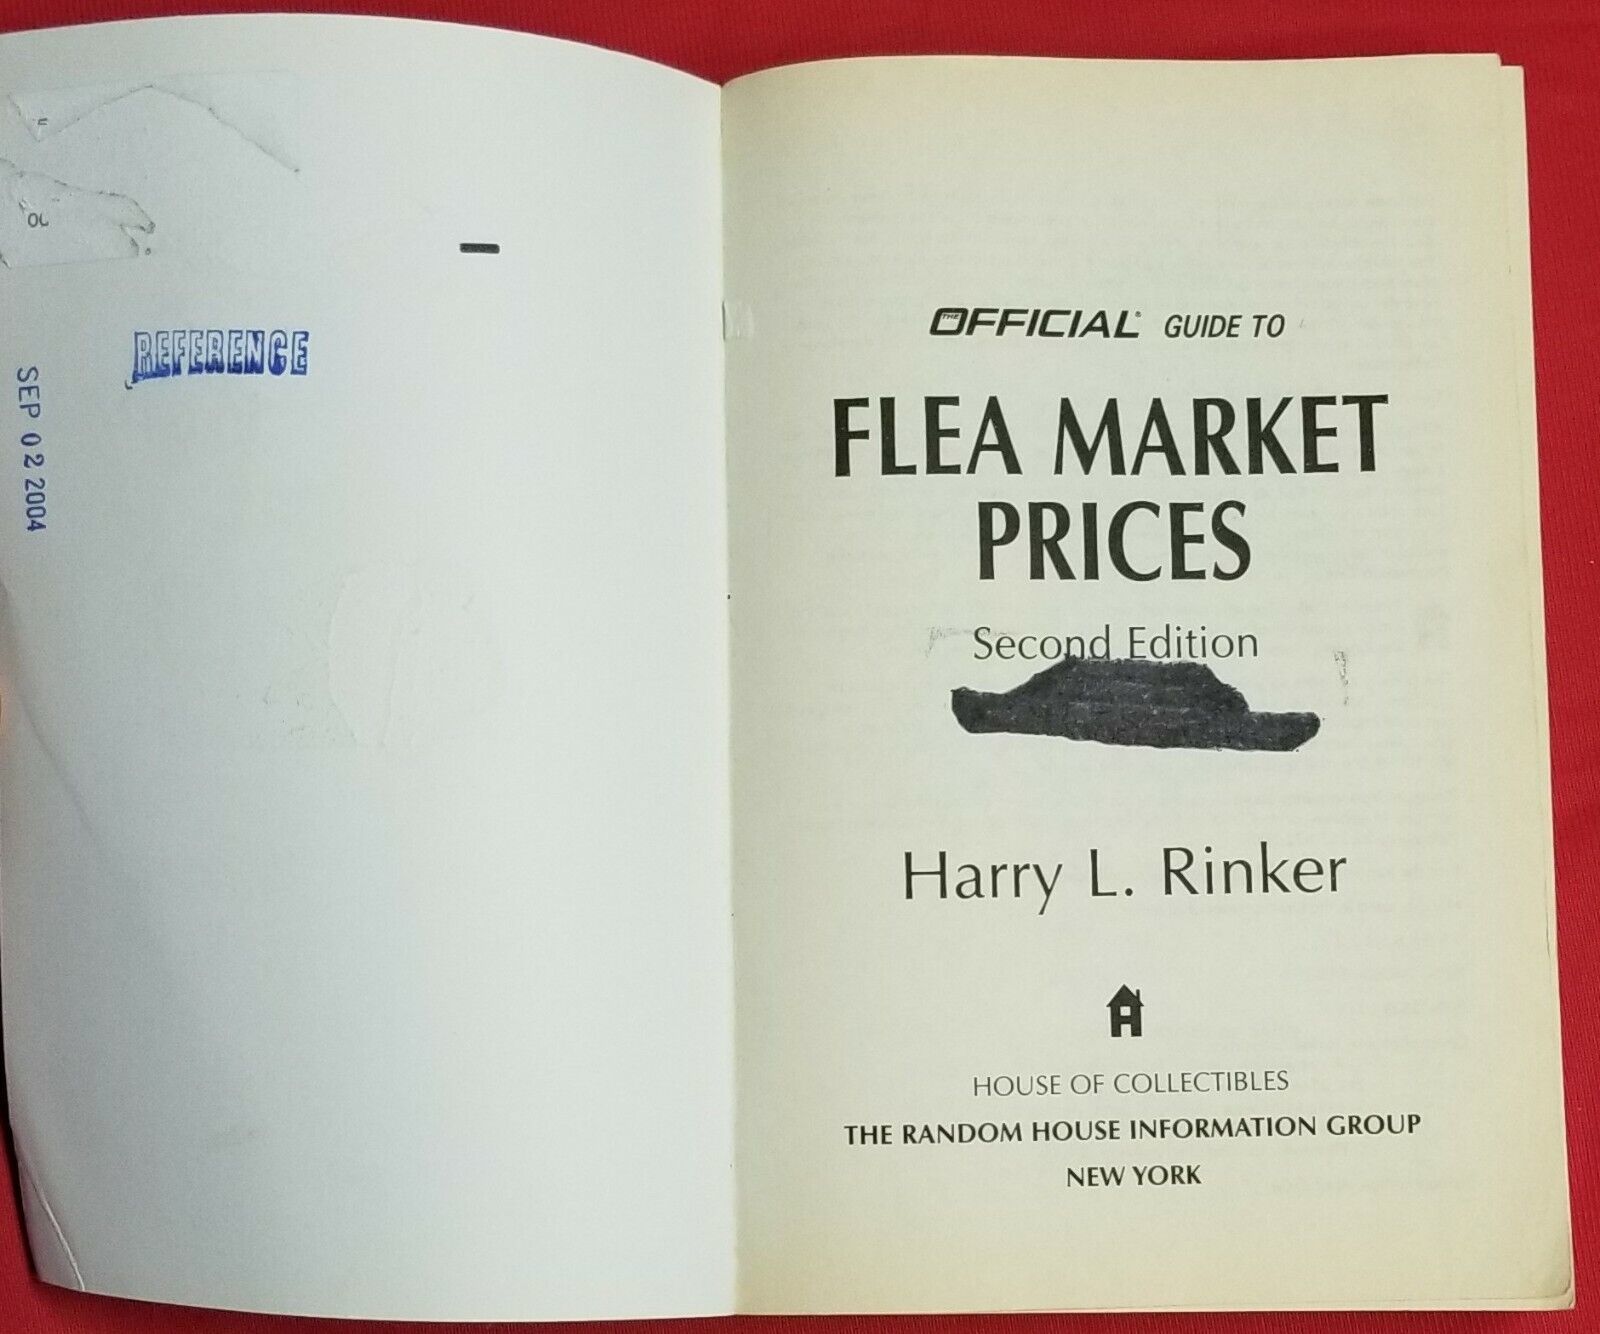 REFERENCE
SEP 02 2004
THE OFFICIAL® GUIDE TO
FLEA MARKET
PRICES
Second Edition
Harry L. Rinker
HOUSE OF COLLECTIBLES
THE RANDOM HOUSE INFORMATION GROUP
NEW YORK